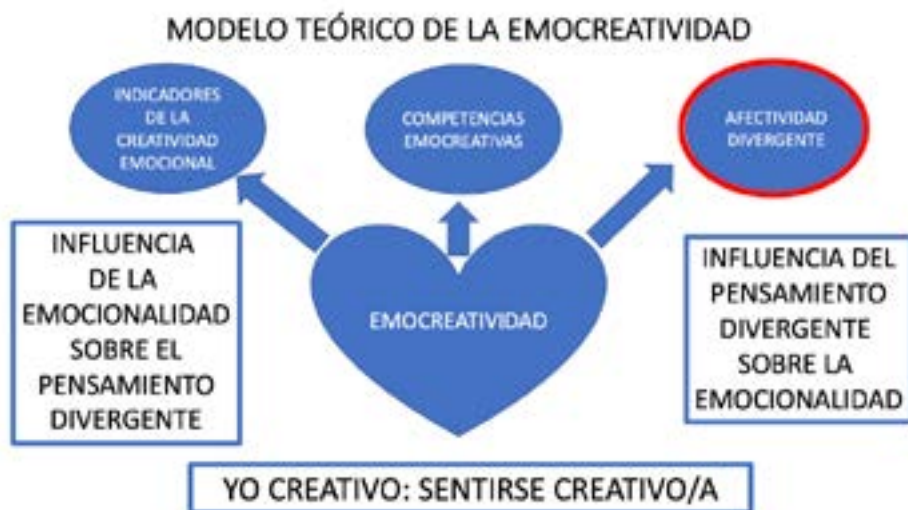 MODELO TEÓRICO DE LA EMOCREATIVIDAD
INDICADORES
DE LA
CREATIVIDAD
EMOCIONAL
COMPETENCIAS
EMOCREATIVAS
AFECTIVIDAD
DIVERGENTE
INFLUENCIA
DE LA
EMOCIONALIDAD
SOBRE EL
PENSAMIENTO
DIVERGENTE
EMOCREATIVIDAD
INFLUENCIA DEL
PENSAMIENTO
DIVERGENTE
SOBRE LA
EMOCIONALIDAD
YO CREATIVO: SENTIRSE CREATIVO/A